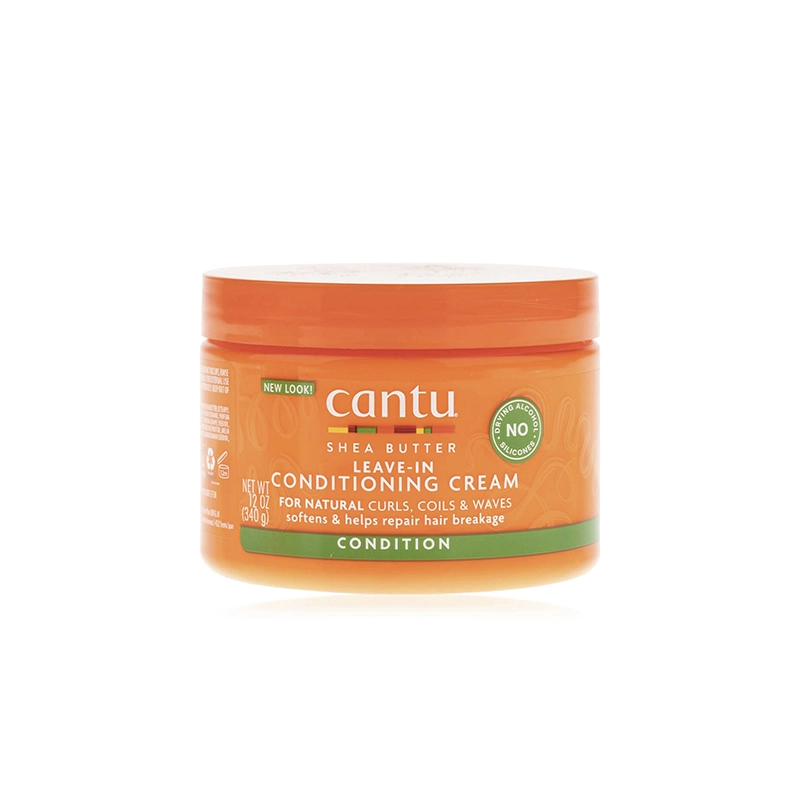 NEW LOOK!
cantu
SHEA BUTTER
LEAVE-IN
CONDITIONING CREAM
FOR NATURAL CURLS, COILS & WAVES
softens & helps repair hair breakage
NET WT
12 OZ
(340 g)
CONDITION
DRYING ALCOHOL
NO
SILICONES